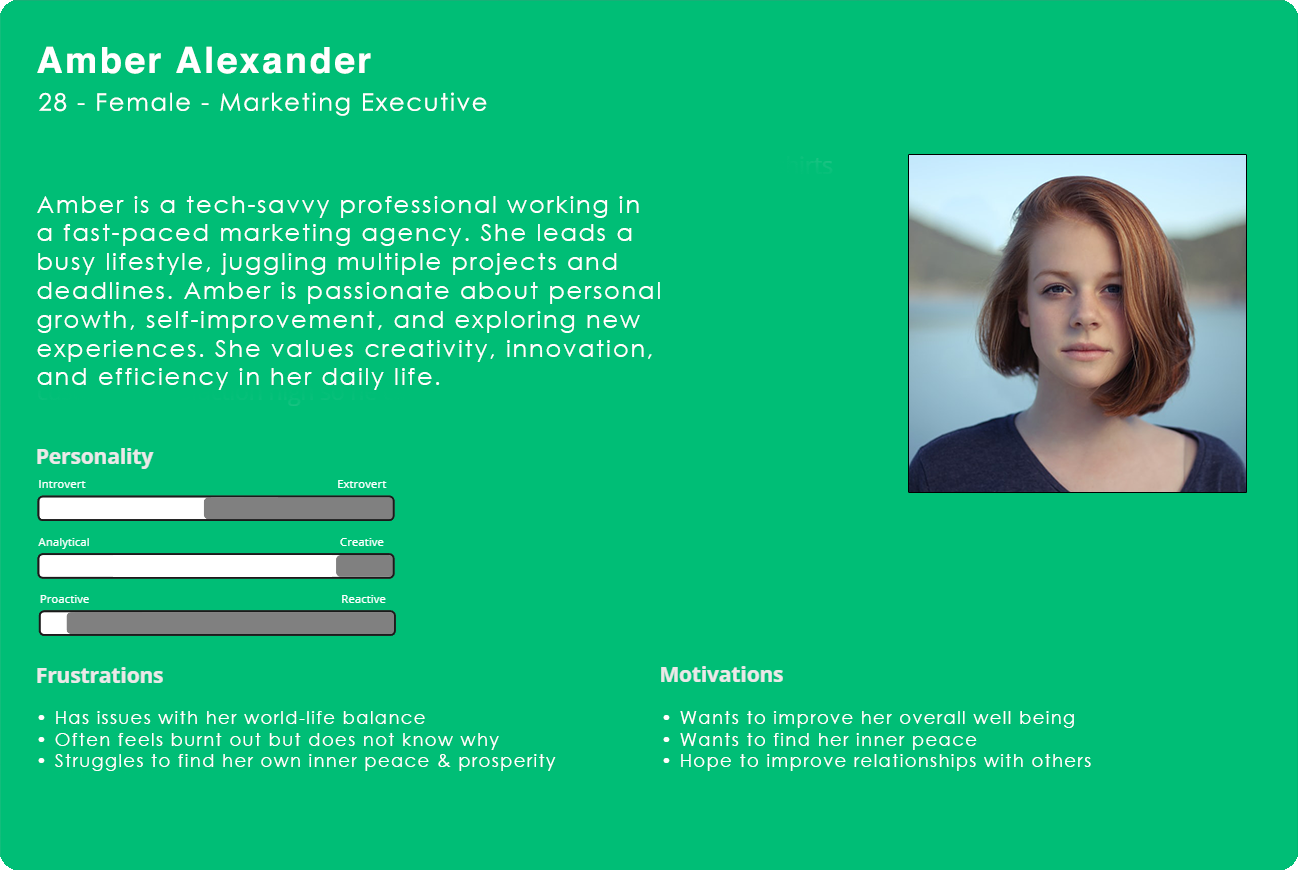 Amber Alexander
28 - Female - Marketing Executive
Amber is a tech-savvy professional working in
a fast-paced marketing agency. She leads a
busy lifestyle, juggling multiple projects and
deadlines. Amber is passionate about personal
growth, self-improvement, and exploring new
experiences. She values creativity, innovation,
and efficiency in her daily life.
Personality
Introvert Extrovert
Analytical Creative
Proactive Reactive
Frustrations
• Has issues with her world-life balance
• Often feels burnt out but does not know why
• Struggles to find her own inner peace & prosperity
Motivations
• Wants to improve her overall well being
• Wants to find her inner peace
• Hope to improve relationships with others